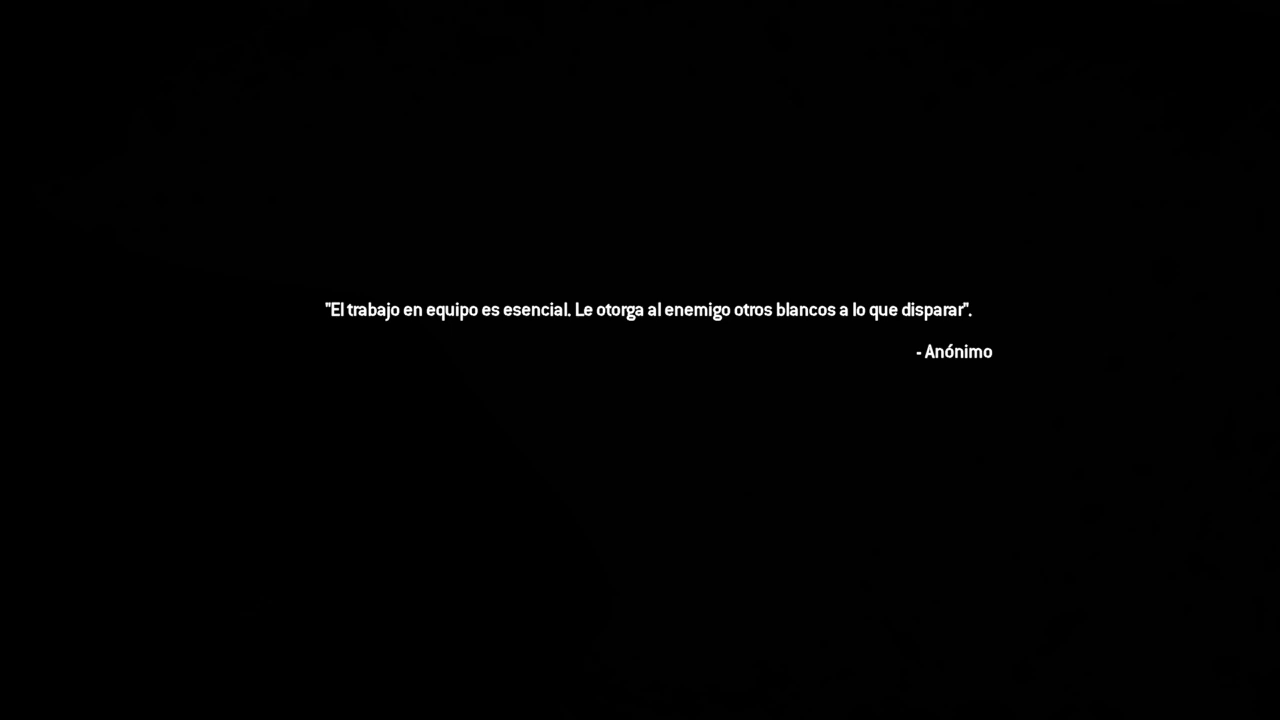 "El trabajo en equipo es esencial. Le otorga al enemigo otros blancos a lo que disparar".
- Anónimo